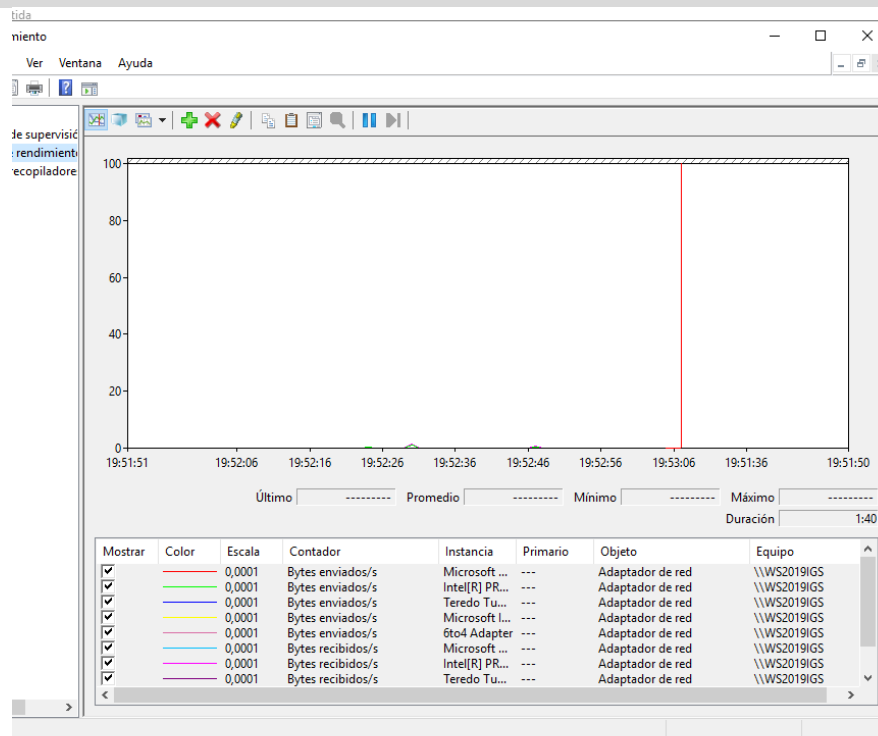 tida
miento
Ver Ventana Ayuda
de supervisió
e rendimiento
recopiladore
100
80
60
40
20
0
19:51:51 19:52:06 19:52:16 19:52:26 19:52:36 19:52:46 19:52:56 19:53:06 19:51:36 19:51:50
Último --------- Promedio --------- Mínimo --------- Máximo ---------
Duración 1:40
Mostrar Color Escala Contador Instancia Primario Objeto Equipo
0,0001 Bytes enviados/s Microsoft ... --- Adaptador de red \\WS2019IGS
0,0001 Bytes enviados/s Intel[R] PR... --- Adaptador de red \\WS2019IGS
0,0001 Bytes enviados/s Teredo Tu... --- Adaptador de red \\WS2019IGS
0,0001 Bytes enviados/s Microsoft I... --- Adaptador de red \\WS2019IGS
0,0001 Bytes enviados/s 6to4 Adapter --- Adaptador de red \\WS2019IGS
0,0001 Bytes recibidos/s Microsoft ... --- Adaptador de red \\WS2019IGS
0,0001 Bytes recibidos/s Intel[R] PR... --- Adaptador de red \\WS2019IGS
0,0001 Bytes recibidos/s Teredo Tu... --- Adaptador de red \\WS2019IGS